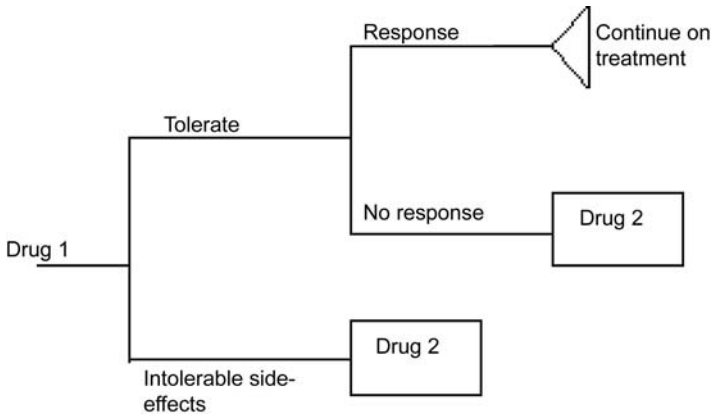 Response
Continue on
treatment
Tolerate
No response
Drug 2
Drug 1
Drug 2
Intolerable side-
effects